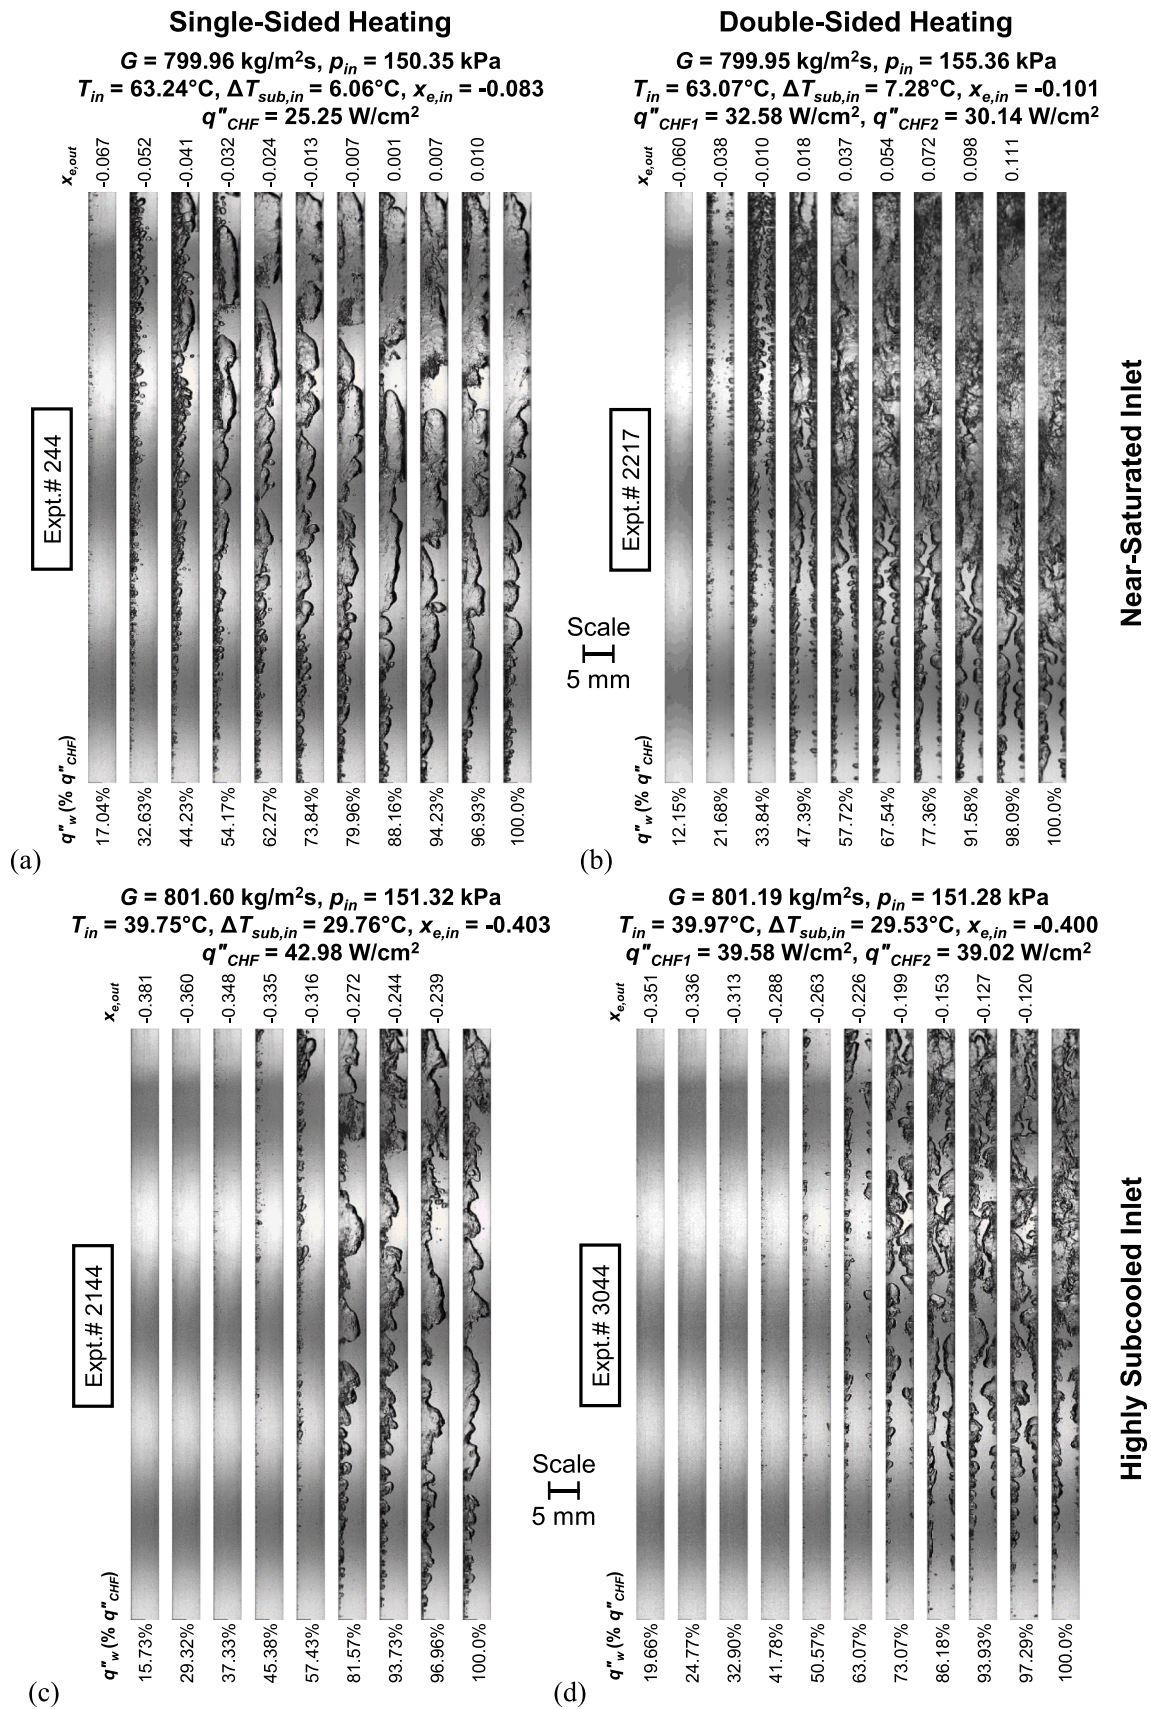 Single-Sided Heating
G = 799.96 kg/m²s, pin = 150.35 kPa
Tin = 63.24°C, ΔTsub,in = 6.06°C, xe,in = -0.083
q"CHF = 25.25 W/cm²
xe,out
-0.067
-0.052
-0.041
-0.032
-0.024
-0.013
-0.007
0.001
0.007
0.010
Expt.# 244
q"w (% q"CHF)
17.04%
32.63%
44.23%
54.17%
62.27%
73.84%
79.96%
88.16%
94.23%
96.93%
100.0%
(a)
Double-Sided Heating
G = 799.95 kg/m²s, pin = 155.36 kPa
Tin = 63.07°C, ΔTsub,in = 7.28°C, xe,in = -0.101
q"CHF1 = 32.58 W/cm², q"CHF2 = 30.14 W/cm²
xe,out
-0.060
-0.038
-0.010
0.018
0.037
0.054
0.072
0.098
0.111
Expt.# 2217
Scale
5 mm
q"w (% q"CHF)
12.15%
21.68%
33.84%
47.39%
57.72%
67.54%
77.36%
91.58%
98.09%
100.0%
(b)
Near-Saturated Inlet
G = 801.60 kg/m²s, pin = 151.32 kPa
Tin = 39.75°C, ΔTsub,in = 29.76°C, xe,in = -0.403
q"CHF = 42.98 W/cm²
xe,out
-0.381
-0.360
-0.348
-0.335
-0.316
-0.272
-0.244
-0.239
Expt.# 2144
q"w (% q"CHF)
15.73%
29.32%
37.33%
45.38%
57.43%
81.57%
93.73%
96.96%
100.0%
(c)
G = 801.19 kg/m²s, pin = 151.28 kPa
Tin = 39.97°C, ΔTsub,in = 29.53°C, xe,in = -0.400
q"CHF1 = 39.58 W/cm², q"CHF2 = 39.02 W/cm²
xe,out
-0.351
-0.336
-0.313
-0.288
-0.263
-0.226
-0.199
-0.153
-0.127
-0.120
Expt.# 3044
Scale
5 mm
q"w (% q"CHF)
19.66%
24.77%
32.90%
41.78%
50.57%
63.07%
73.07%
86.18%
93.93%
97.29%
100.0%
(d)
Highly Subcooled Inlet